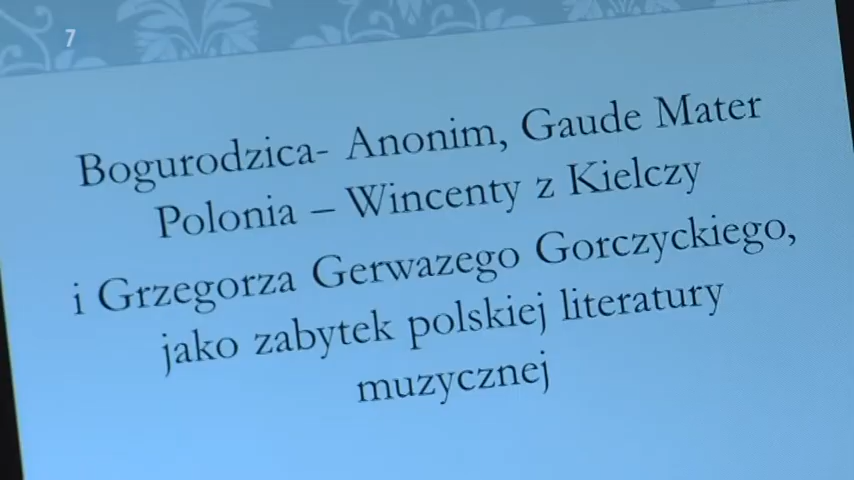 7
Bogurodzica- Anonim, Gaude Mater
Polonia – Wincenty z Kielczy
i Grzegorza Gerwazego Gorczyckiego,
jako zabytek polskiej literatury
muzycznej